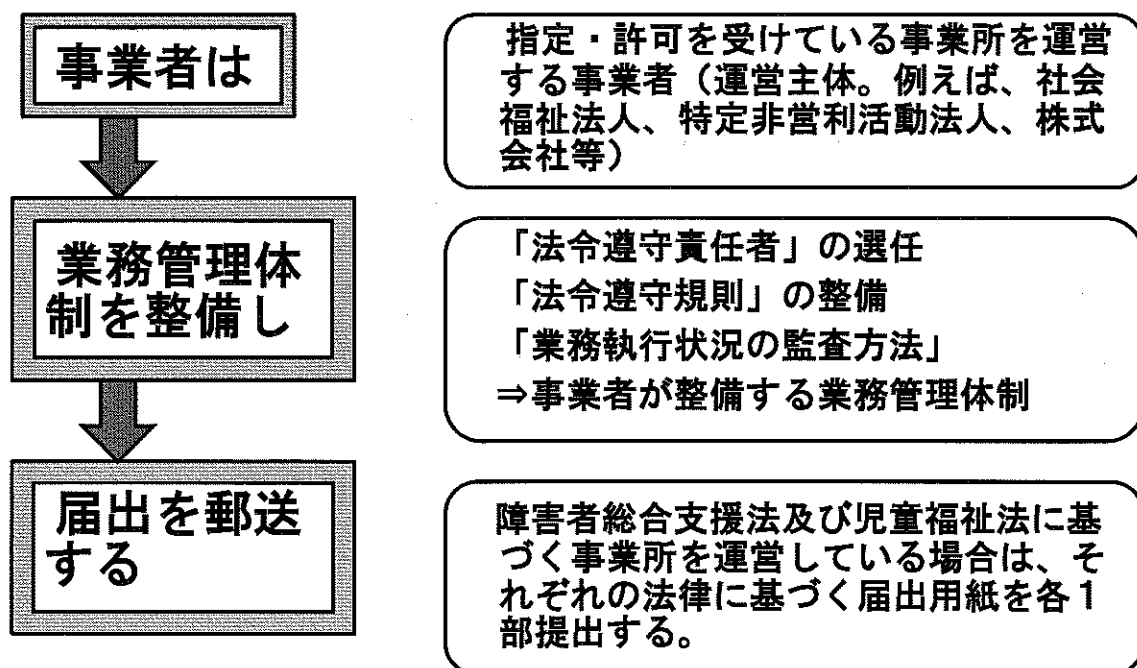 事業者は
指定・許可を受けている事業所を運営
する事業者（運営主体。例えば、社会
福祉法人、特定非営利活動法人、株式
会社等）
業務管理体
制を整備し
「法令遵守責任者」の選任
「法令遵守規則」の整備
「業務執行状況の監査方法」
⇒事業者が整備する業務管理体制
届出を郵送
する
障害者総合支援法及び児童福祉法に基
づく事業所を運営している場合は、そ
れぞれの法律に基づく届出用紙を各１
部提出する。